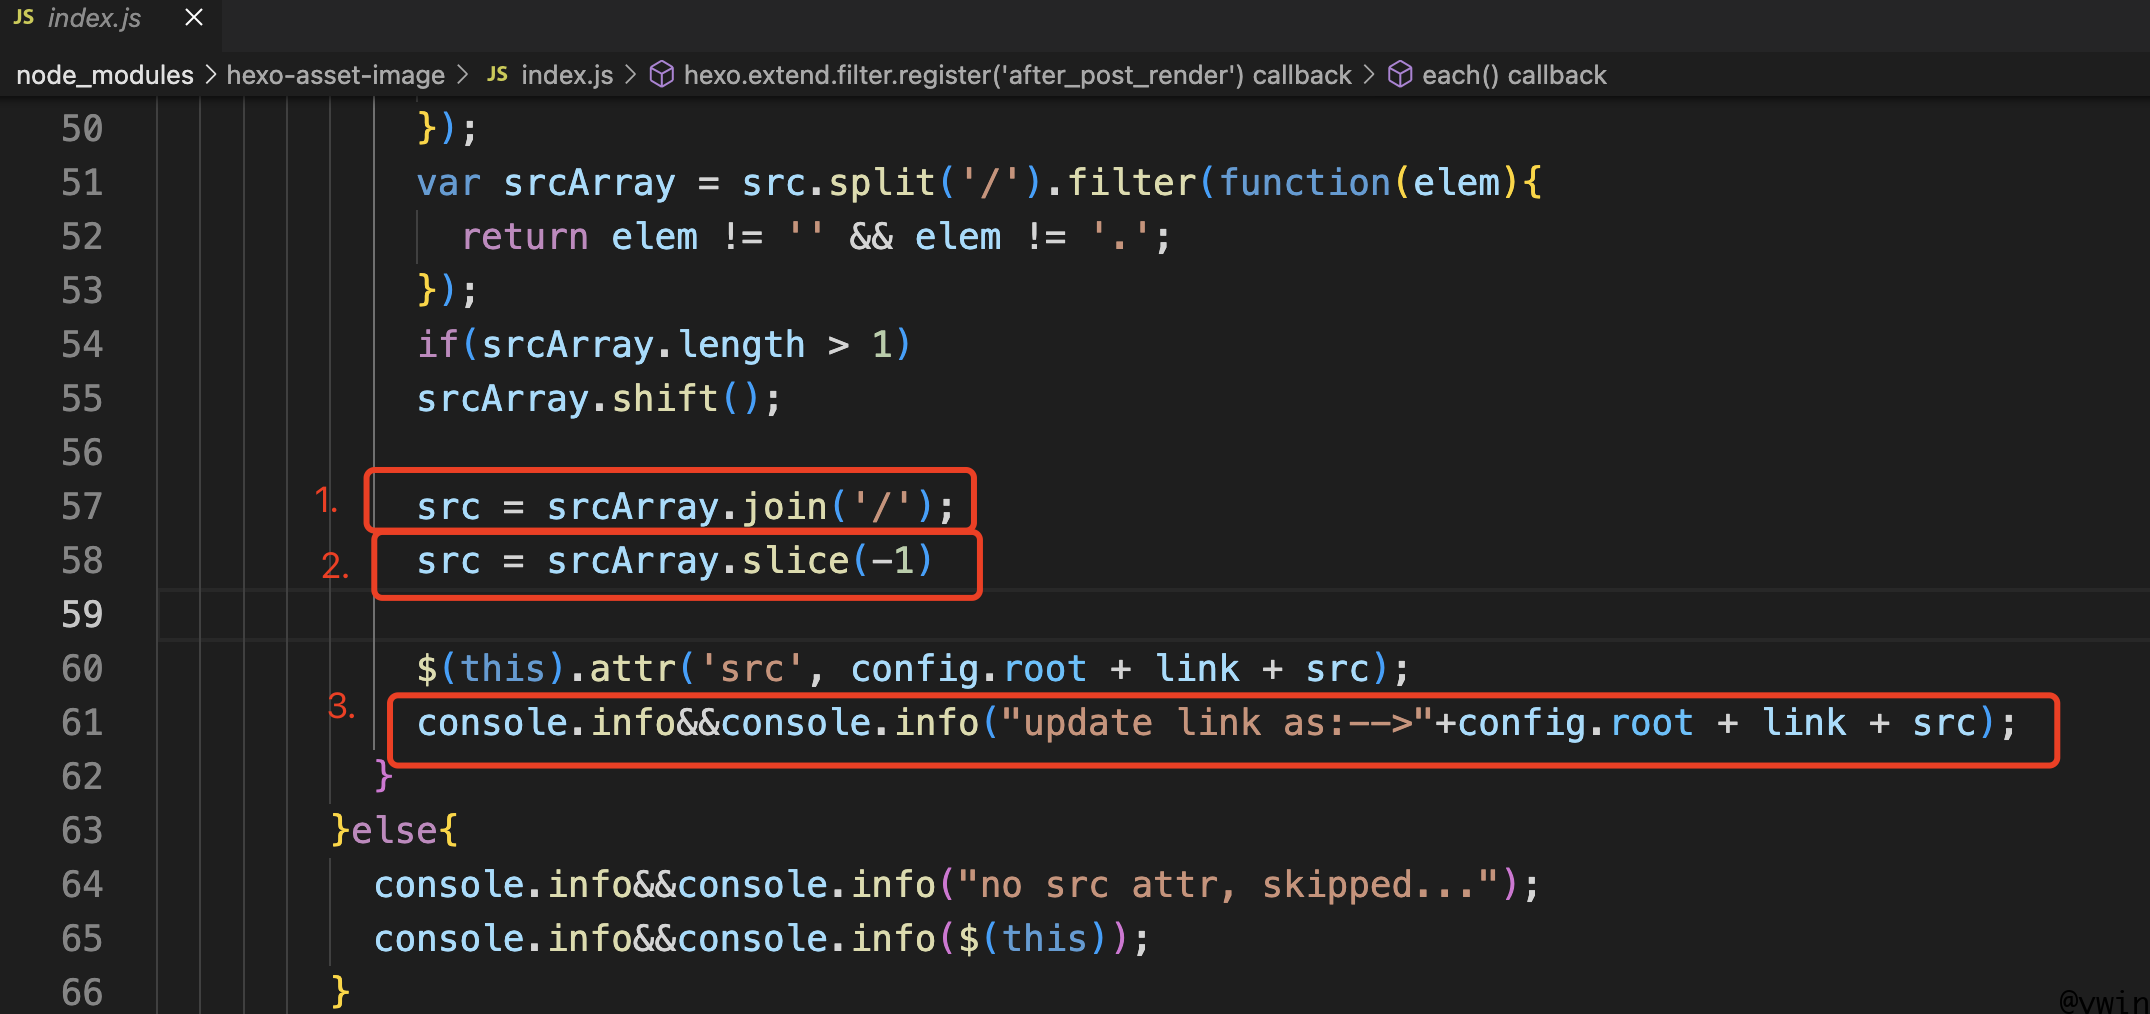 JS index.js ×
node_modules > hexo-asset-image > JS index.js > hexo.extend.filter.register('after_post_render') callback > each() callback
50 });
51 var srcArray = src.split('/').filter(function(elem){
52 return elem != '' && elem != '.';
53 });
54 if(srcArray.length > 1)
55 srcArray.shift();
56
1. 57 src = srcArray.join('/');
2. 58 src = srcArray.slice(-1)
59
60 $(this).attr('src', config.root + link + src);
3. 61 console.info&&console.info("update link as:-->"+config.root + link + src);
62 }
63 }else{
64 console.info&&console.info("no src attr, skipped...");
65 console.info&&console.info($(this));
66 }